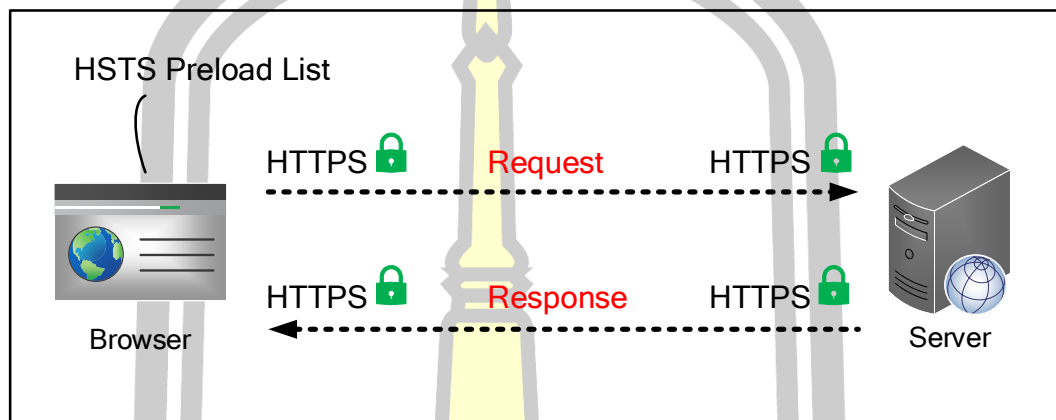 HSTS Preload List
HTTPS Request HTTPS
HTTPS Response HTTPS
Browser
Server